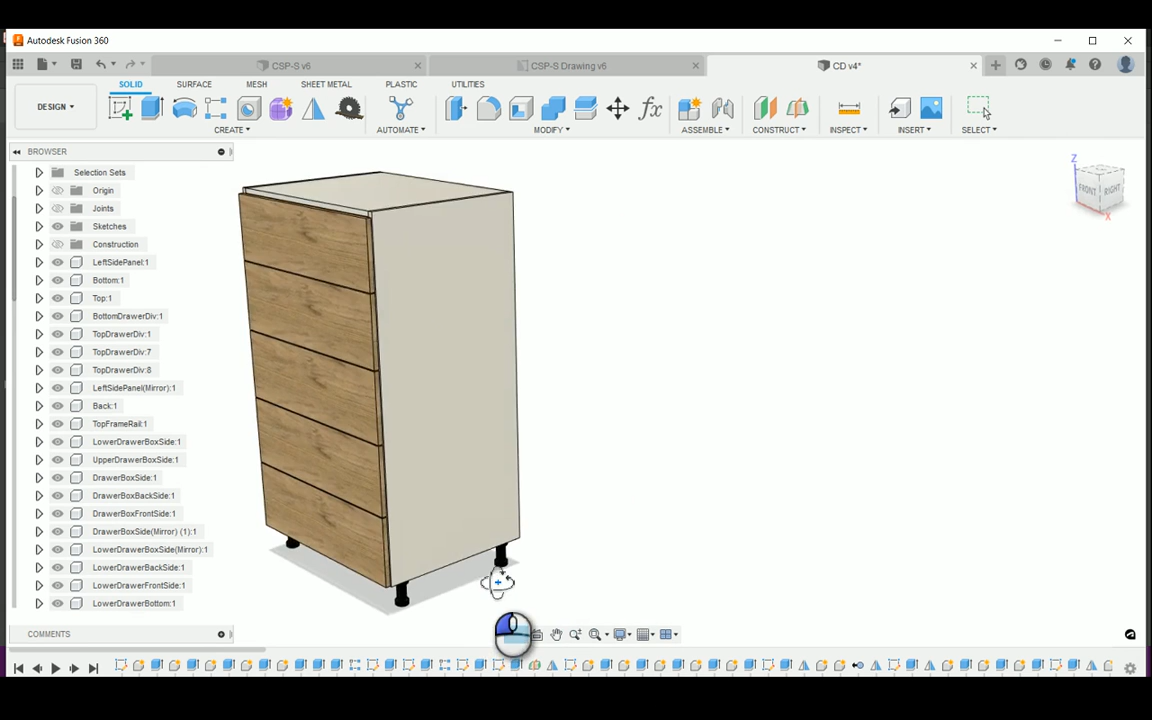 Autodesk Fusion 360
CSP-S v6
CSP-S Drawing v6
CD v4*
SOLID
SURFACE
MESH
SHEET METAL
PLASTIC
UTILITIES
DESIGN
CREATE
AUTOMATE
MODIFY
ASSEMBLE
CONSTRUCT
INSPECT
INSERT
SELECT
fx
BROWSER
Selection Sets
Origin
Joints
Sketches
Construction
LeftSidePanel:1
Bottom:1
Top:1
BottomDrawerDiv:1
TopDrawerDiv:1
TopDrawerDiv:7
TopDrawerDiv:8
LeftSidePanel(Mirror):1
Back:1
TopFrameRail:1
LowerDrawerBoxSide:1
UpperDrawerBoxSide:1
DrawerBoxSide:1
DrawerBoxBackSide:1
DrawerBoxFrontSide:1
DrawerBoxSide(Mirror) (1):1
LowerDrawerBoxSide(Mirror):1
LowerDrawerBackSide:1
LowerDrawerFrontSide:1
LowerDrawerBottom:1
Z
FRONT
RIGHT
X
COMMENTS